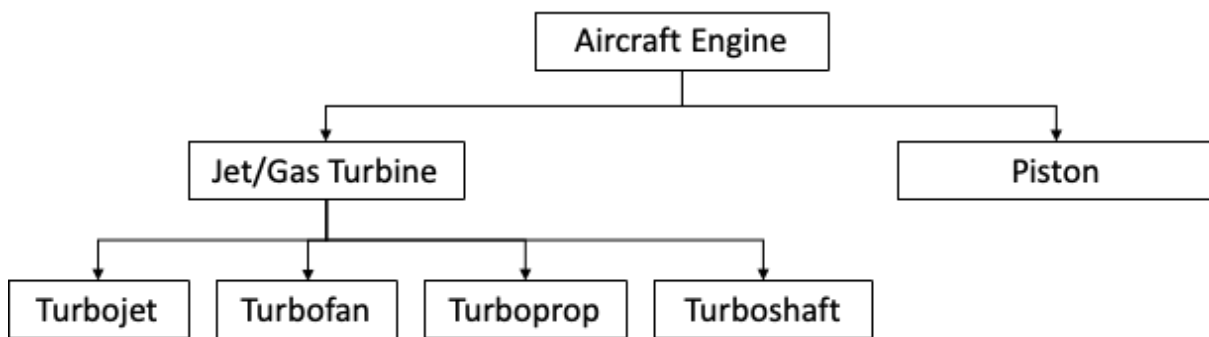 Aircraft Engine
Jet/Gas Turbine
Piston
Turbojet
Turbofan
Turboprop
Turboshaft